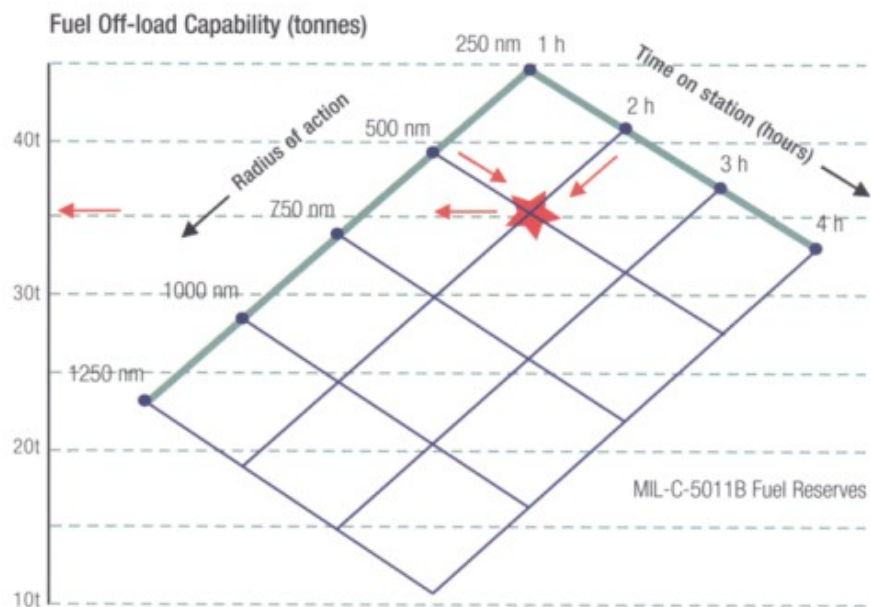 Fuel Off-load Capability (tonnes)
250 nm 1 h
Time on station (hours)
40t
500 nm
2 h
Radius of action
3 h
750 nm
4 h
30t
1000 nm
1250 nm
20t
MIL-C-5011B Fuel Reserves
10t